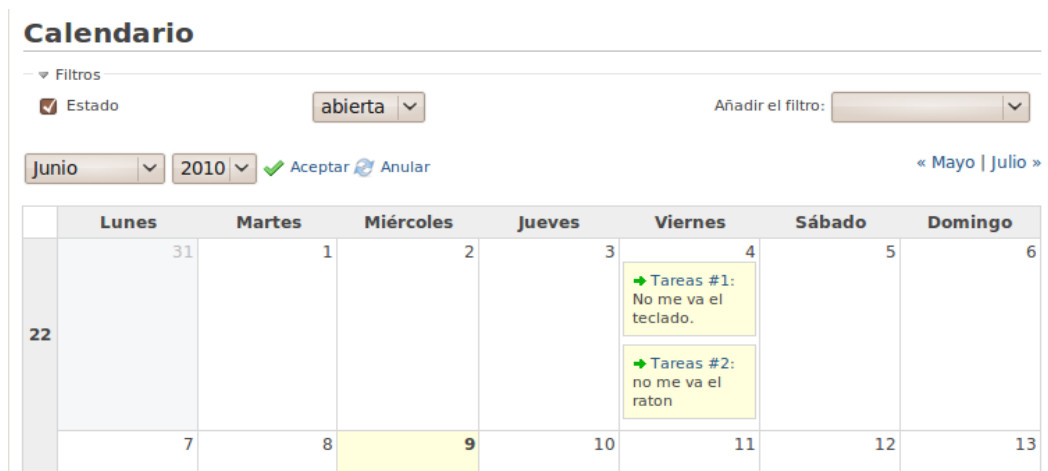 Calendario
Filtros
Estado abierta Añadir el filtro:
Junio 2010 Aceptar Anular « Mayo | Julio »
Lunes Martes Miércoles Jueves Viernes Sábado Domingo
22
31 1 2 3 4 5 6
➔ Tareas #1:
No me va el
teclado.
➔ Tareas #2:
no me va el
raton
7 8 9 10 11 12 13